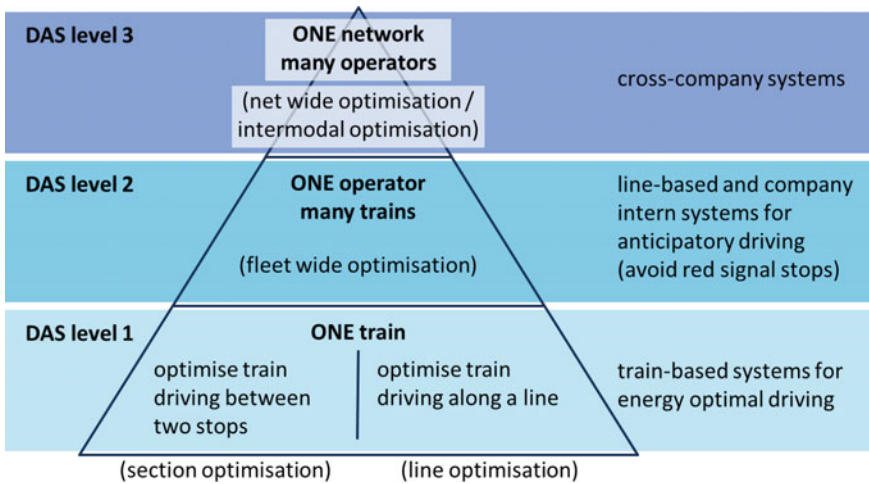 DAS level 3
ONE network
many operators
(net wide optimisation /
intermodal optimisation)
cross-company systems
DAS level 2
ONE operator
many trains
(fleet wide optimisation)
line-based and company
intern systems for
anticipatory driving
(avoid red signal stops)
DAS level 1
ONE train
optimise train
driving between
two stops
optimise train
driving along a line
train-based systems for
energy optimal driving
(section optimisation)
(line optimisation)